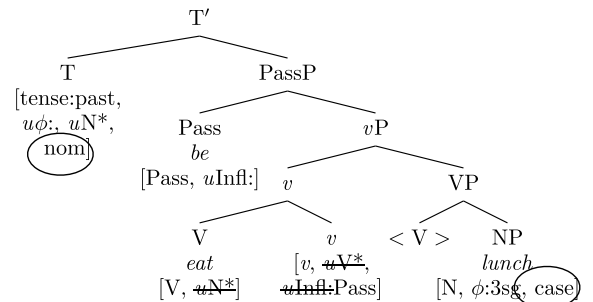 T′
T PassP
[tense:past,
uϕ:, uN*,
nom]
Pass vP
be
[Pass, uInfl:]
v VP
V v < V > NP
eat [v, uV*, lunch
[V, uN*] uInfl:Pass] [N, ϕ:3sg, case]